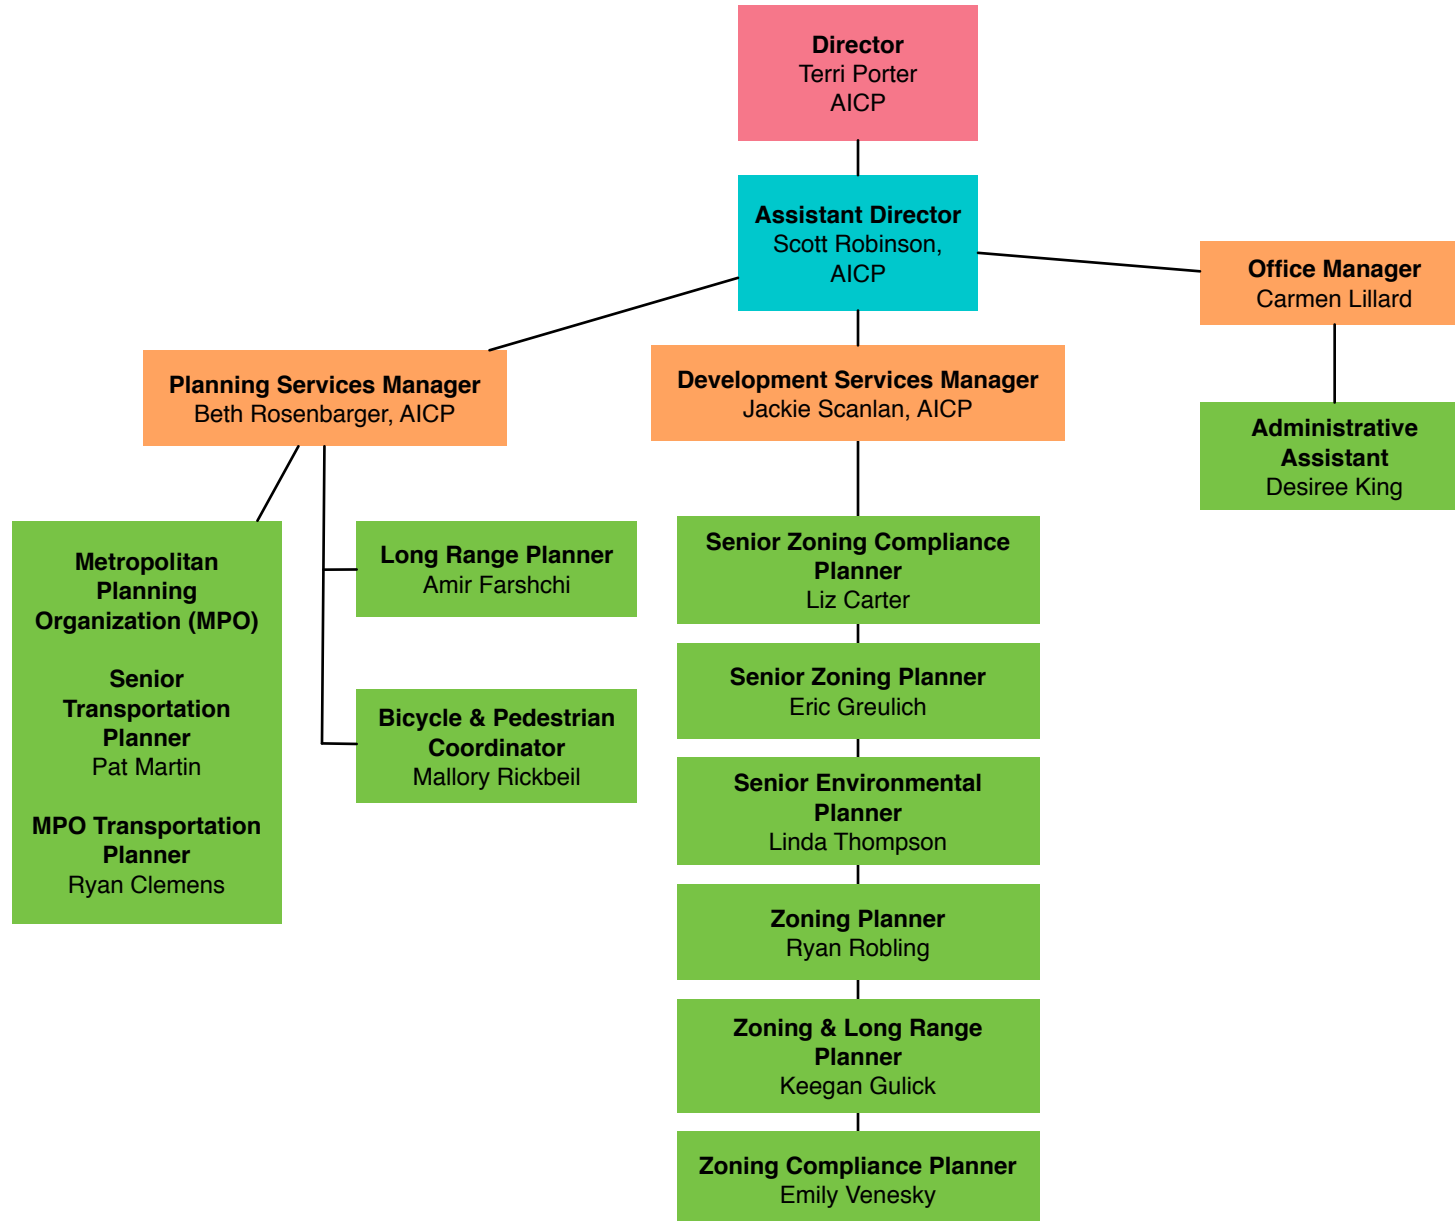 Director
Terri Porter
AICP
Assistant Director
Scott Robinson,
AICP
Office Manager
Carmen Lillard
Administrative
Assistant
Desiree King
Planning Services Manager
Beth Rosenbarger, AICP
Metropolitan
Planning
Organization (MPO)
Senior
Transportation
Planner
Pat Martin
MPO Transportation
Planner
Ryan Clemens
Long Range Planner
Amir Farshchi
Bicycle & Pedestrian
Coordinator
Mallory Rickbeil
Development Services Manager
Jackie Scanlan, AICP
Senior Zoning Compliance
Planner
Liz Carter
Senior Zoning Planner
Eric Greulich
Senior Environmental
Planner
Linda Thompson
Zoning Planner
Ryan Robling
Zoning & Long Range
Planner
Keegan Gulick
Zoning Compliance Planner
Emily Venesky